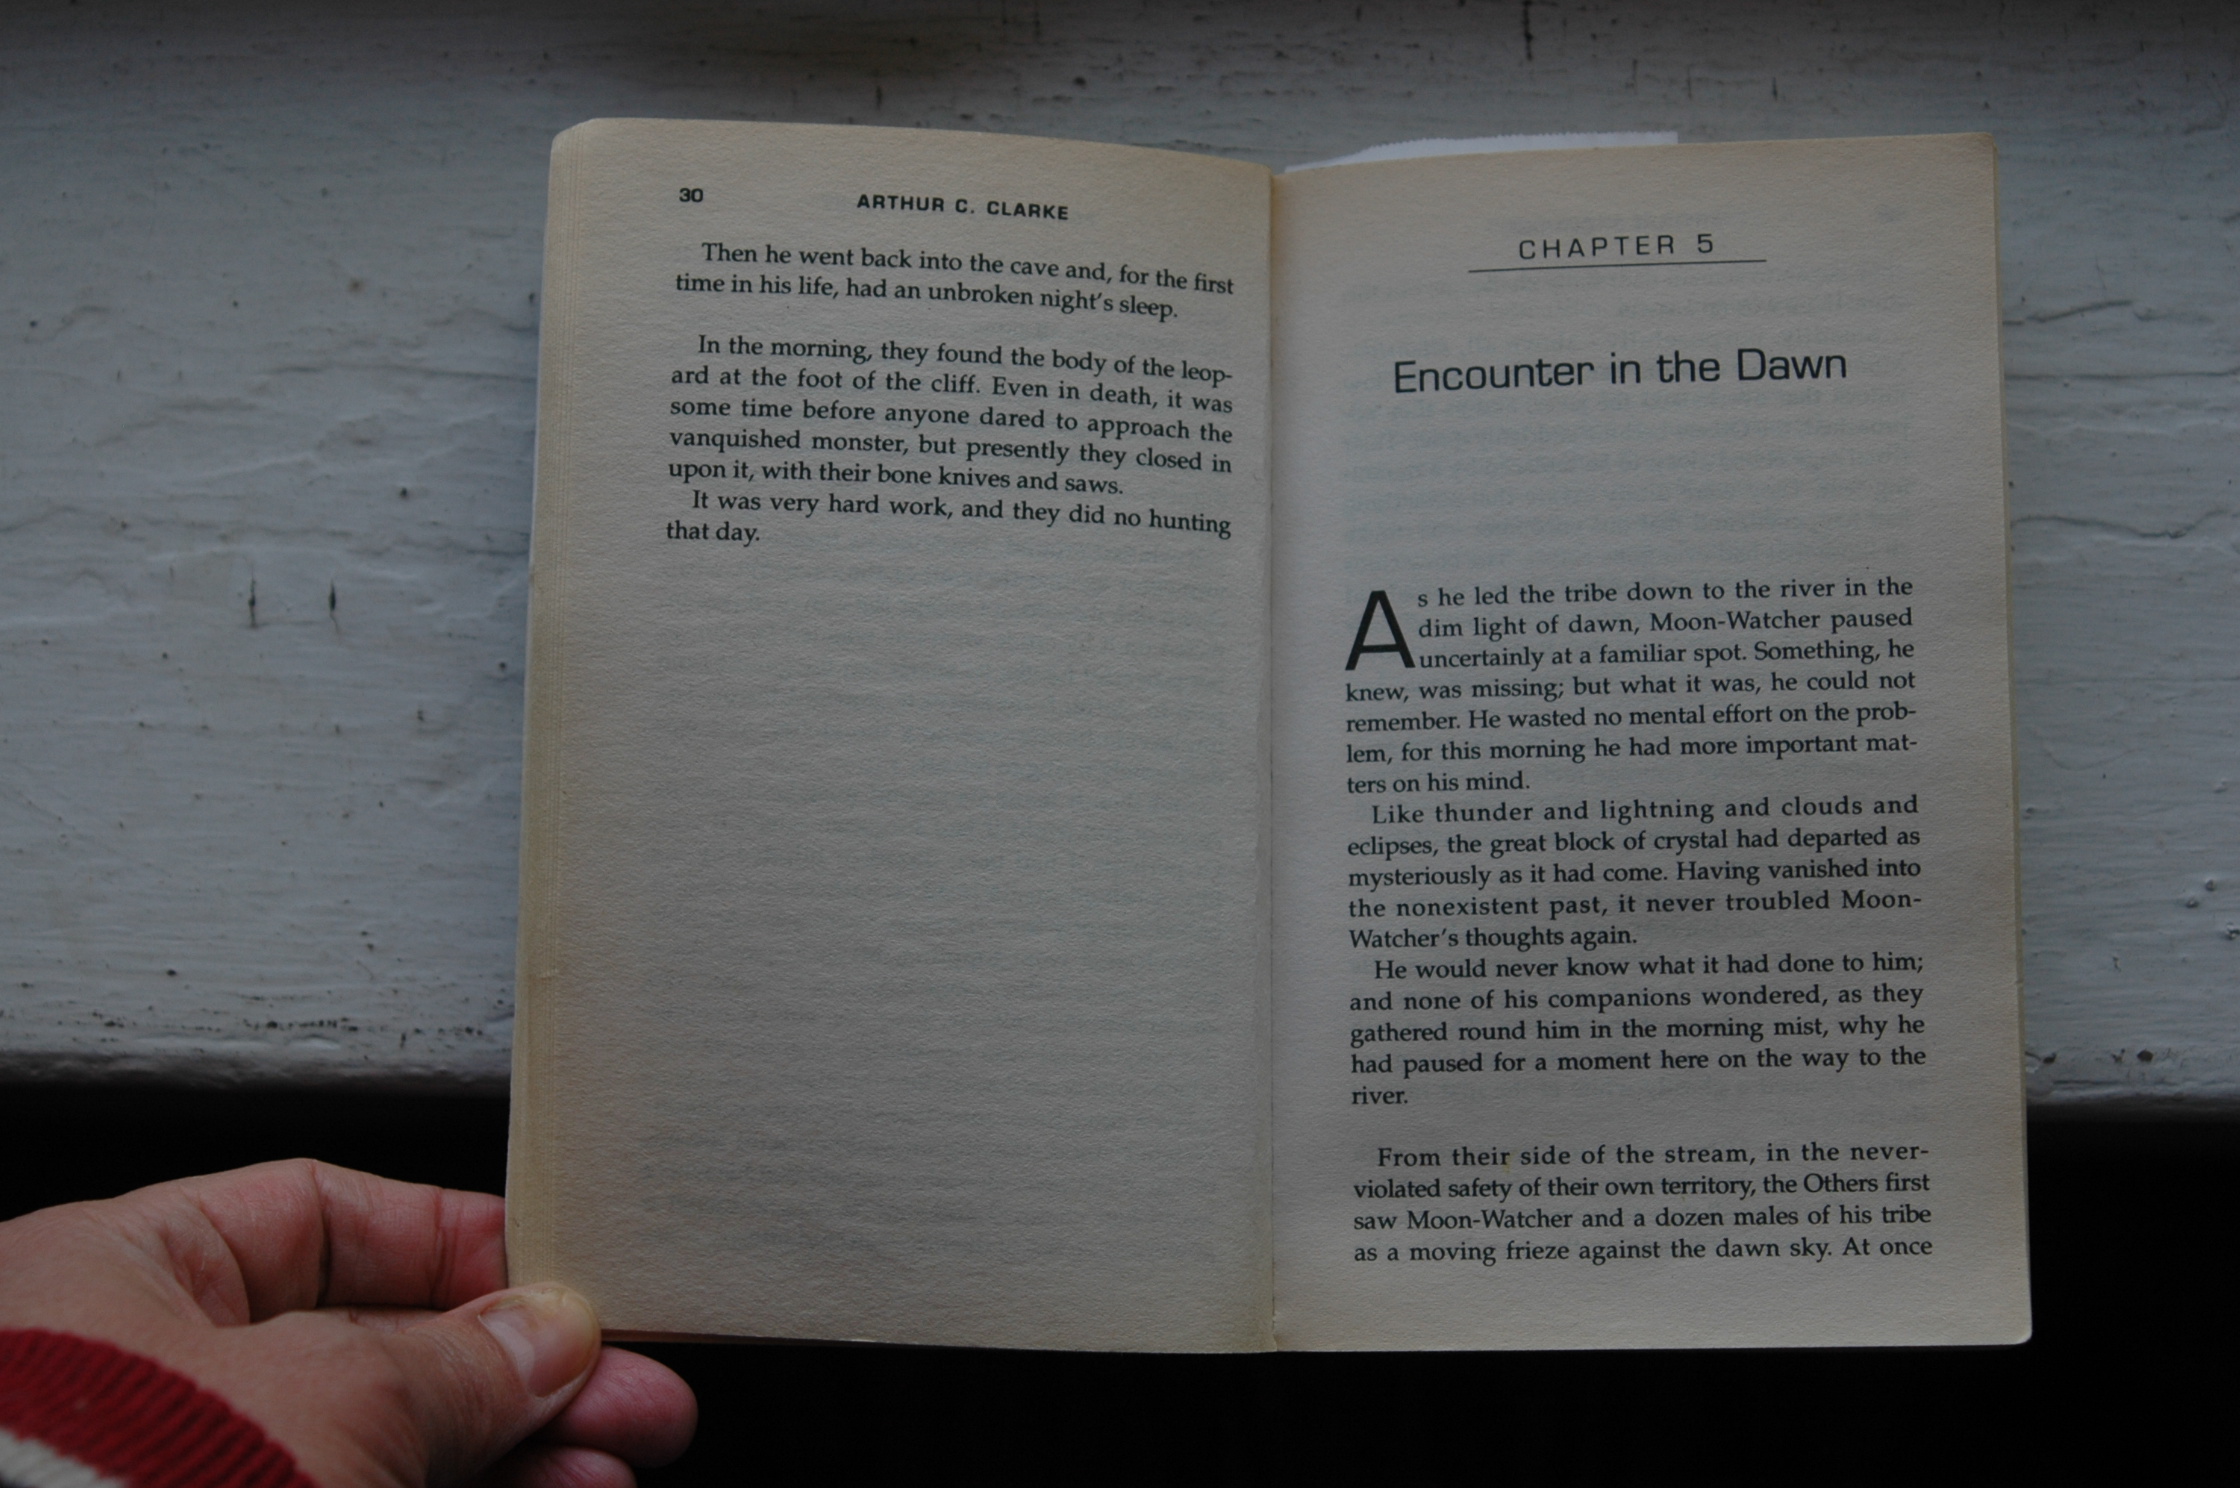 30
ARTHUR C. CLARKE
Then he went back into the cave and, for the first
time in his life, had an unbroken night's sleep.
In the morning, they found the body of the leop-
ard at the foot of the cliff. Even in death, it was
some time before anyone dared to approach the
vanquished monster, but presently they closed in
upon it, with their bone knives and saws.
It was very hard work, and they did no hunting
that day.
CHAPTER 5
Encounter in the Dawn
As he led the tribe down to the river in the
dim light of dawn, Moon-Watcher paused
uncertainly at a familiar spot. Something, he
knew, was missing; but what it was, he could not
remember. He wasted no mental effort on the prob-
lem, for this morning he had more important mat-
ters on his mind.
Like thunder and lightning and clouds and
eclipses, the great block of crystal had departed as
mysteriously as it had come. Having vanished into
the nonexistent past, it never troubled Moon-
Watcher's thoughts again.
He would never know what it had done to him;
and none of his companions wondered, as they
gathered round him in the morning mist, why he
had paused for a moment here on the way to the
river.
From their side of the stream, in the never-
violated safety of their own territory, the Others first
saw Moon-Watcher and a dozen males of his tribe
as a moving frieze against the dawn sky. At once